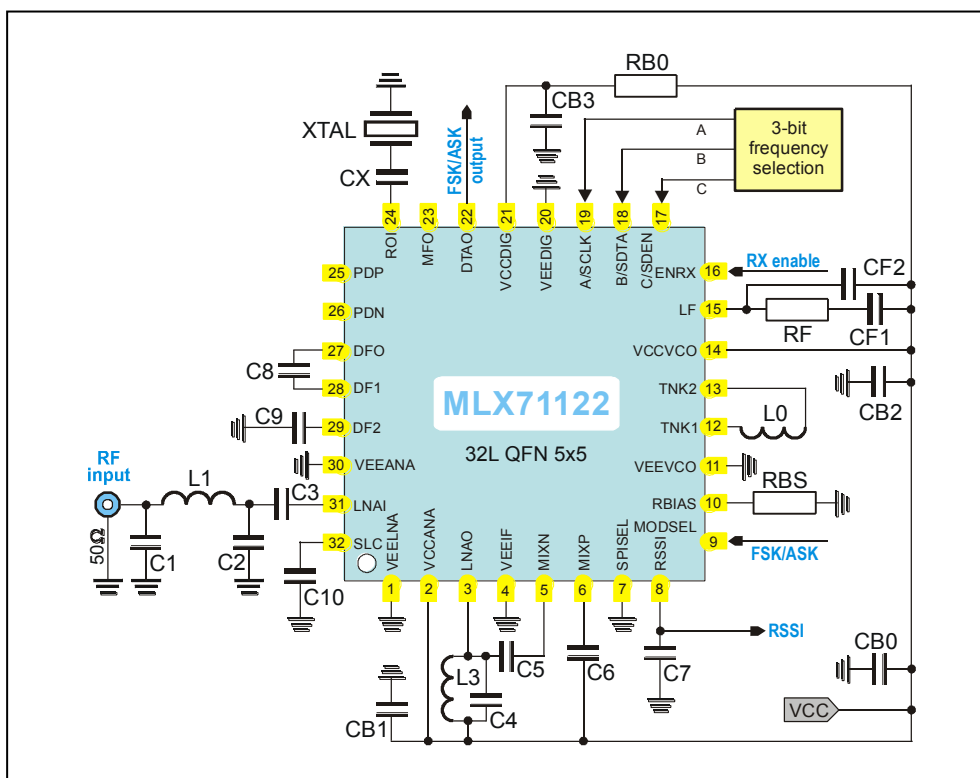 RB0
CB3
XTAL
CX
FSK/ASK
output
A
B
C
3-bit
frequency
selection
24
23
22
21
20
19
18
17
ROI
MFO
DTAO
VCCDIG
VEEDIG
A/SCLK
B/SDTA
C/SDEN
25
PDP
26
PDN
27
DFO
28
DF1
29
DF2
30
VEEANA
31
LNAI
32
SLC
C8
C9
RF
input
50Ω
L1
C3
C1
C2
C10
MLX71122
32L QFN 5x5
ENRX
16
RX enable
LF
15
CF2
RF
CF1
VCCVCO
14
CB2
TNK2
13
TNK1
12
L0
VEEVCO
11
RBIAS
10
RBS
MODSEL
9
FSK/ASK
VEELNA
VCCANA
LNAO
VEEIF
MIXN
MIXP
SPISEL
RSSI
1
2
3
4
5
6
7
8
RSSI
CB1
L3
C4
C5
C6
C7
CB0
VCC